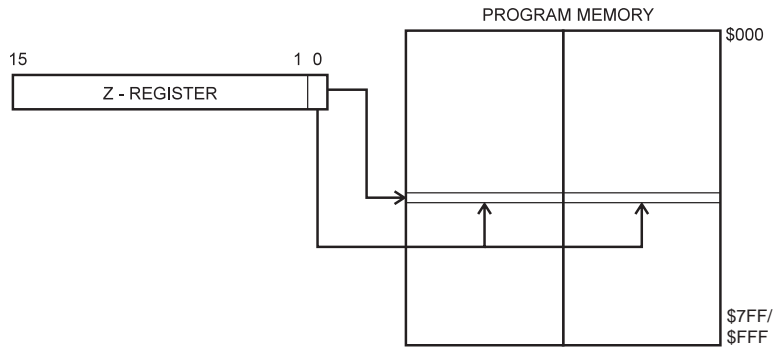 PROGRAM MEMORY
$000
15 1 0
Z - REGISTER
$7FF/
$FFF